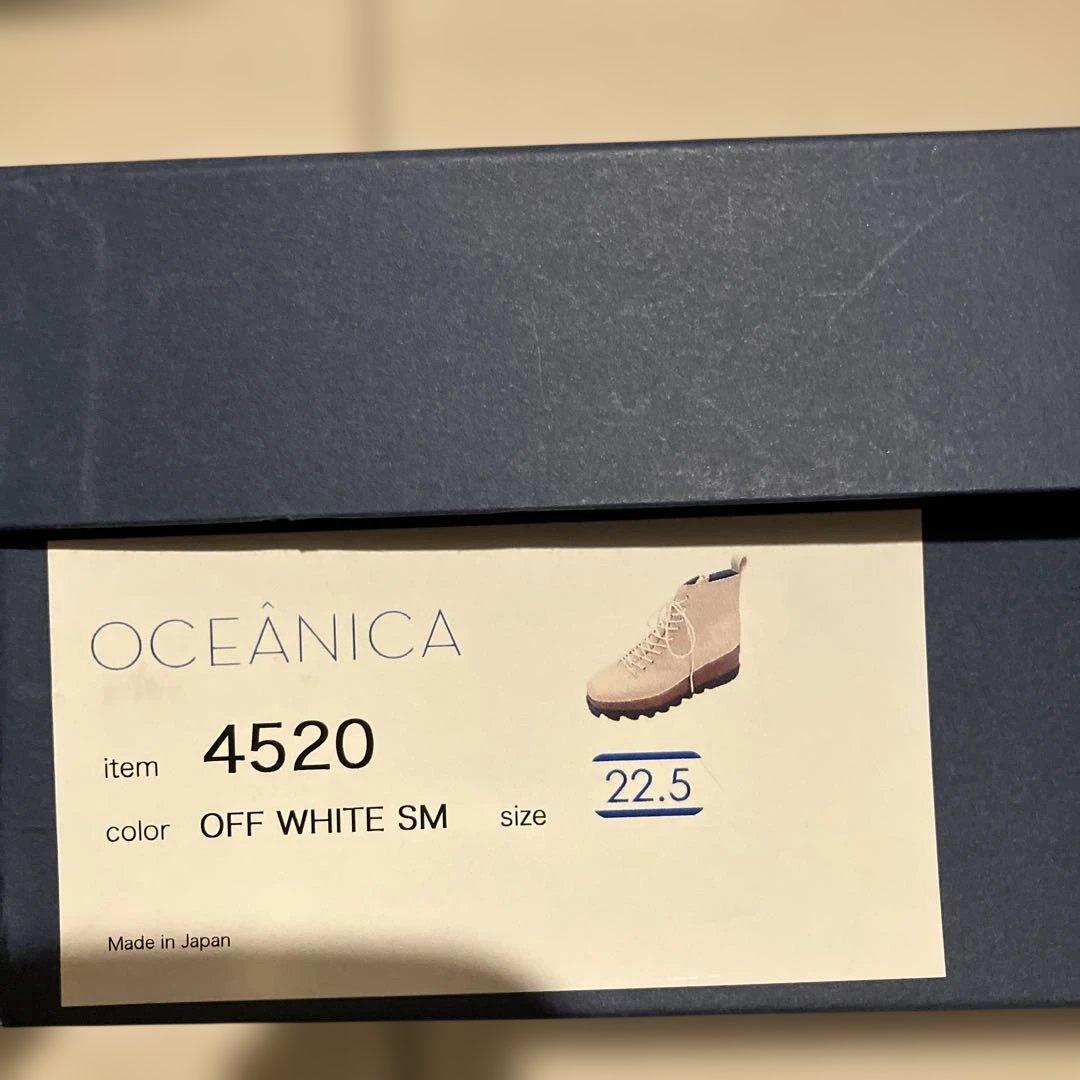 OCEÂNICA
item 4520
color OFF WHITE SM size 22.5
Made in Japan